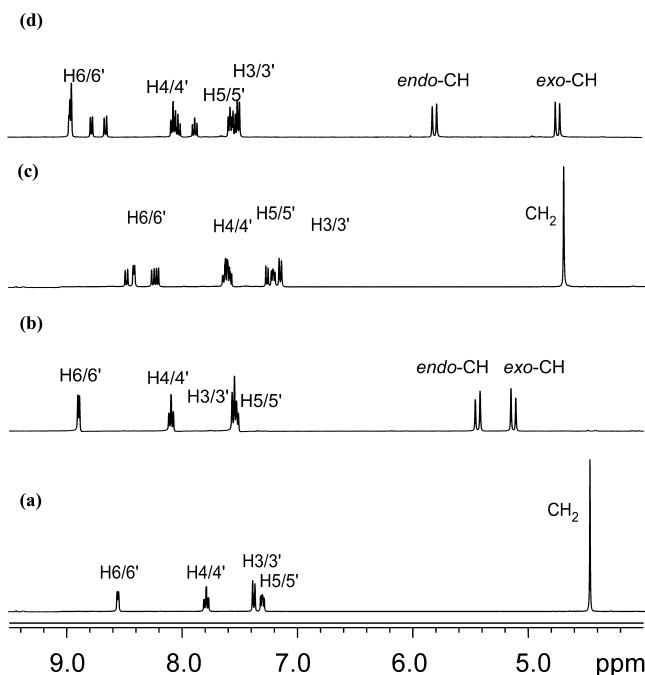 (d)
H6/6' H4/4' H5/5' H3/3' endo-CH exo-CH
(c)
H6/6' H4/4' H5/5' H3/3' CH2
(b)
H6/6' H4/4' H3/3' H5/5' endo-CH exo-CH
(a)
H6/6' H4/4' H3/3' H5/5' CH2
9.0 8.0 7.0 6.0 5.0 ppm